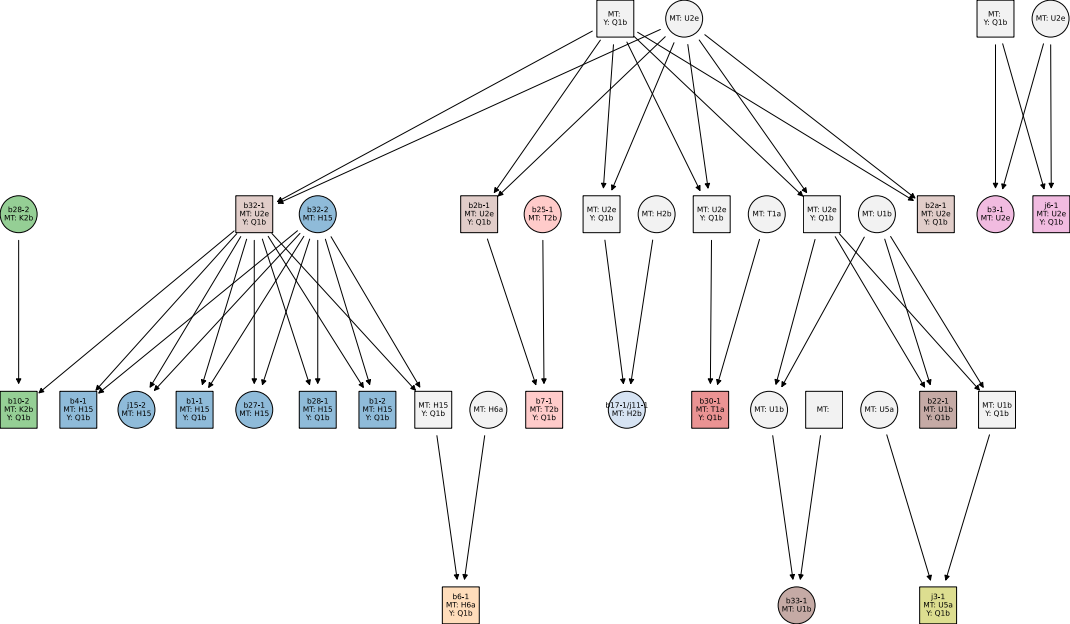 MT:
Y: Q1b
MT: U2e
MT:
Y: Q1b
MT: U2e
b28-2
MT: K2b
b32-1
MT: U2e
Y: Q1b
b32-2
MT: H15
b2b-1
MT: U2e
Y: Q1b
b25-1
MT: T2b
MT: U2e
Y: Q1b
MT: H2b
MT: U2e
Y: Q1b
MT: T1a
MT: U2e
Y: Q1b
MT: U1b
b2a-1
MT: U2e
Y: Q1b
b3-1
MT: U2e
j6-1
MT: U2e
Y: Q1b
b10-2
MT: K2b
Y: Q1b
b4-1
MT: H15
Y: Q1b
j15-2
MT: H15
b1-1
MT: H15
Y: Q1b
b27-1
MT: H15
b28-1
MT: H15
Y: Q1b
b1-2
MT: H15
Y: Q1b
MT: H15
Y: Q1b
MT: H6a
b7-1
MT: T2b
Y: Q1b
b17-1/j11-1
MT: H2b
b30-1
MT: T1a
Y: Q1b
MT: U1b
MT:
MT: U5a
b22-1
MT: U1b
Y: Q1b
MT: U1b
Y: Q1b
b6-1
MT: H6a
Y: Q1b
b33-1
MT: U1b
j3-1
MT: U5a
Y: Q1b